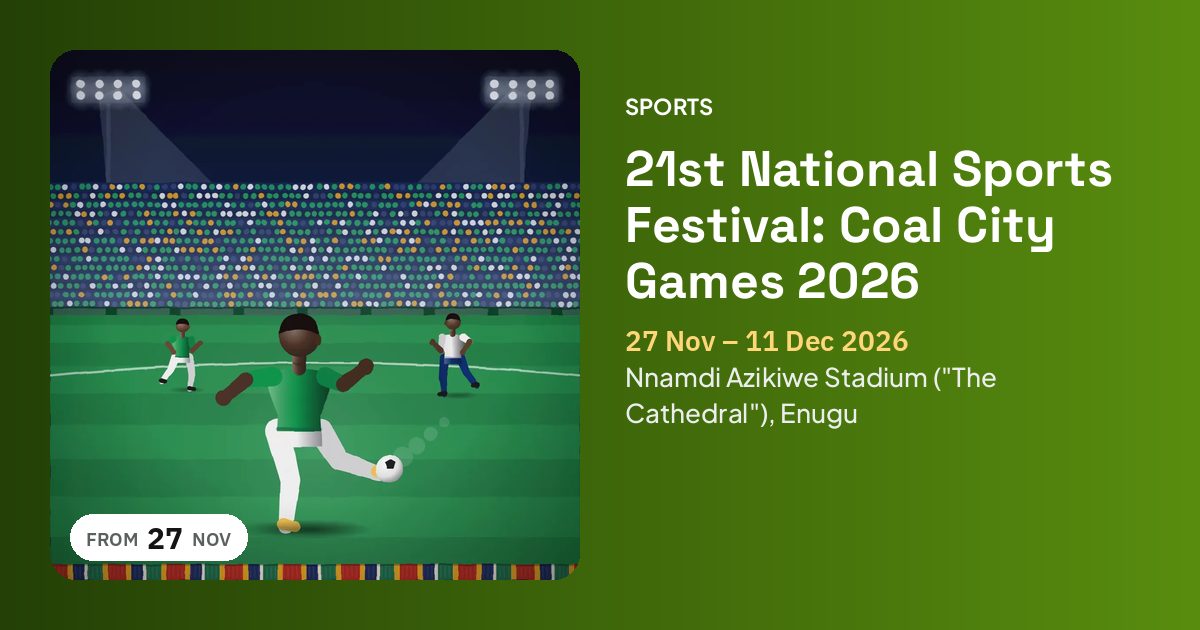 SPORTS
21st National Sports
Festival: Coal City
Games 2026
27 Nov – 11 Dec 2026
Nnamdi Azikiwe Stadium ("The
Cathedral"), Enugu
FROM 27 NOV